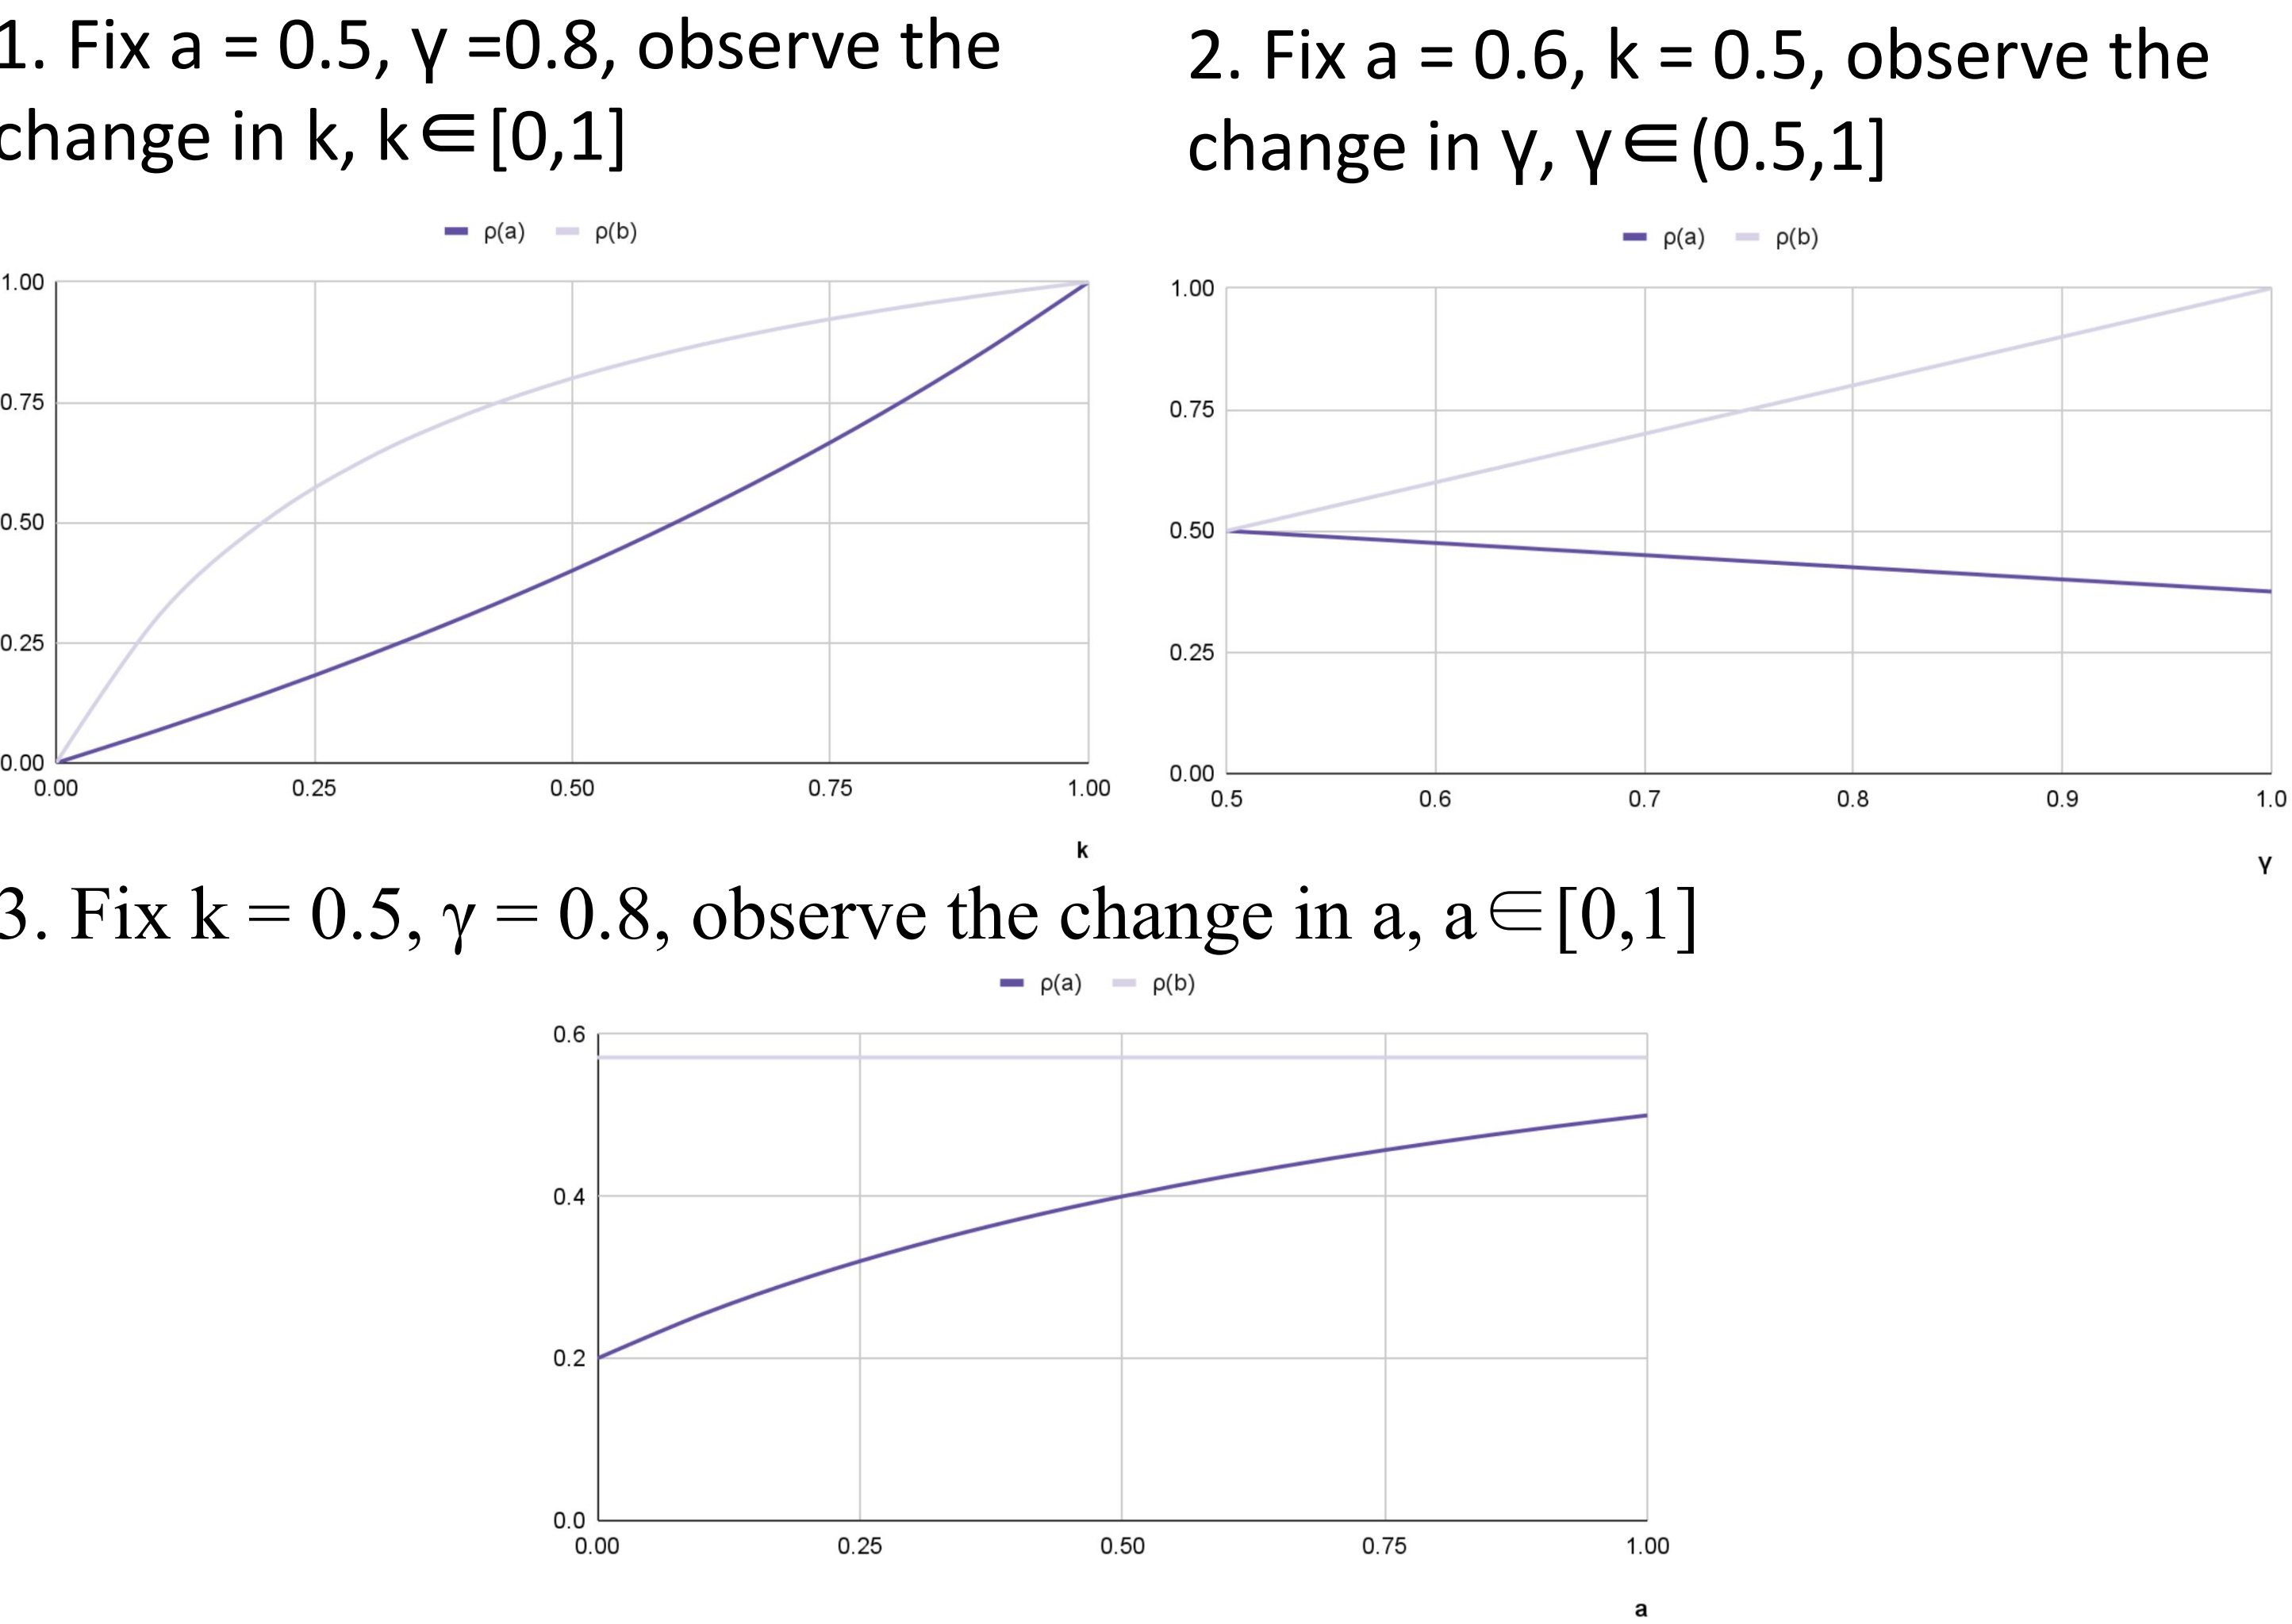 1. Fix a = 0.5, γ =0.8, observe the
change in k, k∈[0,1]
ρ(a) ρ(b)
1.00
0.75
0.50
0.25
0.00
0.00 0.25 0.50 0.75 1.00
k
2. Fix a = 0.6, k = 0.5, observe the
change in γ, γ∈(0.5,1]
ρ(a) ρ(b)
1.00
0.75
0.50
0.25
0.00
0.5 0.6 0.7 0.8 0.9 1.0
γ
3. Fix k = 0.5, γ = 0.8, observe the change in a, a∈[0,1]
ρ(a) ρ(b)
0.6
0.4
0.2
0.0
0.00 0.25 0.50 0.75 1.00
a